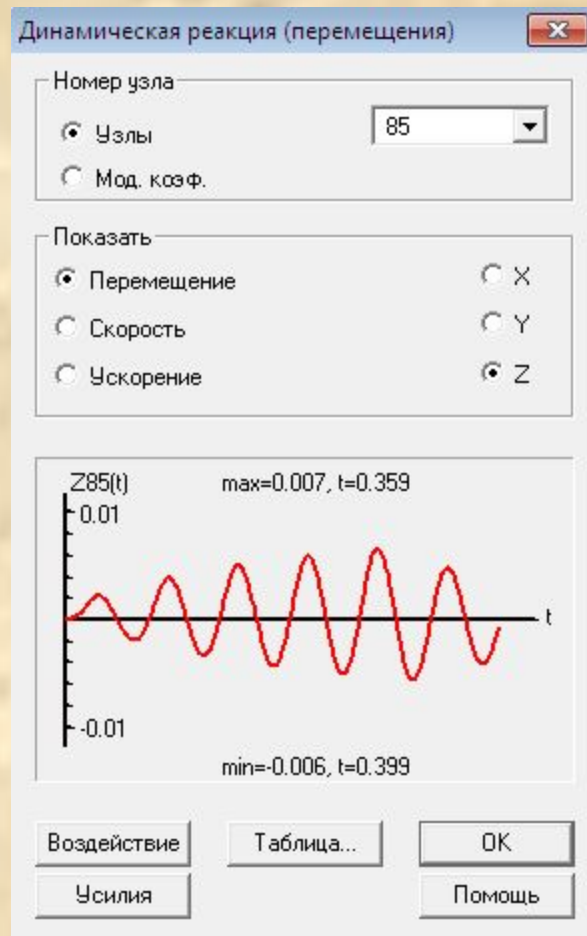 Динамическая реакция (перемещения)
Номер узла
Узлы 85
Мод. коэф.
Показать
Перемещение X
Скорость Y
Ускорение Z
Z85(t) max=0.007, t=0.359
0.01
t
-0.01
min=-0.006, t=0.399
Воздействие Таблица... OK
Усилия Помощь